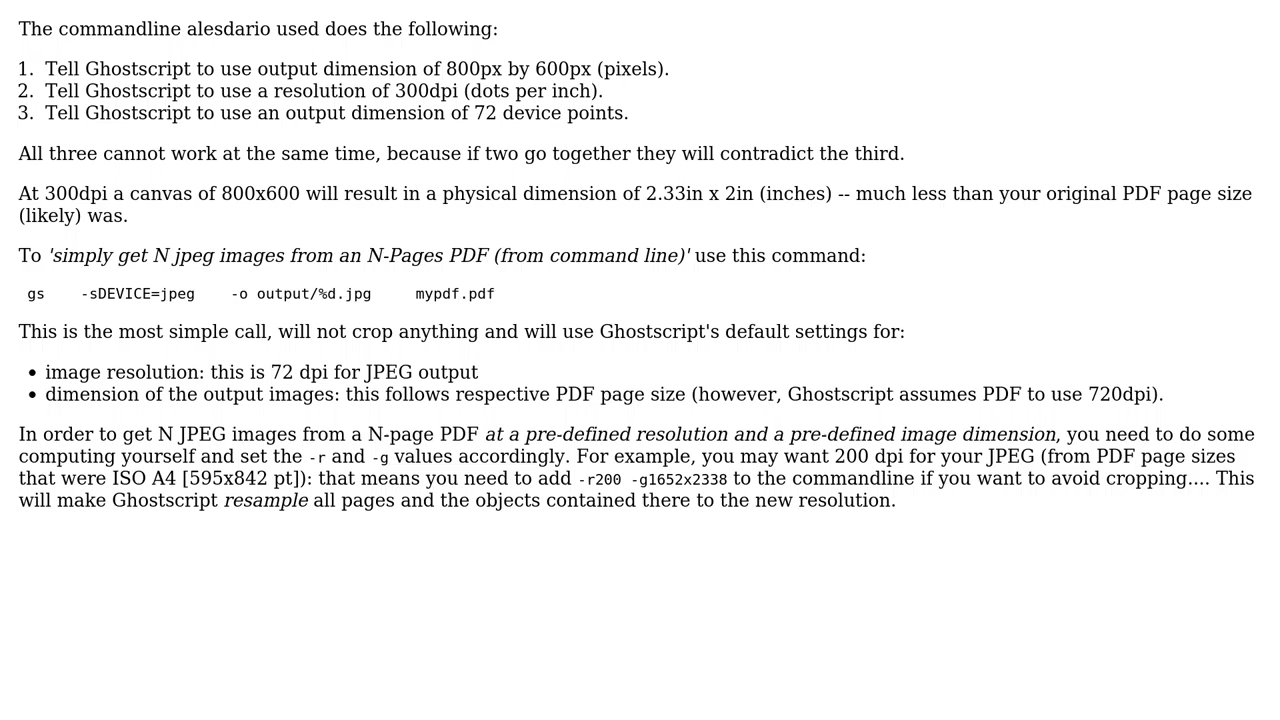 The commandline alesdario used does the following:
1. Tell Ghostscript to use output dimension of 800px by 600px (pixels).
2. Tell Ghostscript to use a resolution of 300dpi (dots per inch).
3. Tell Ghostscript to use an output dimension of 72 device points.
All three cannot work at the same time, because if two go together they will contradict the third.
At 300dpi a canvas of 800x600 will result in a physical dimension of 2.33in x 2in (inches) -- much less than your original PDF page size
(likely) was.
To 'simply get N jpeg images from an N-Pages PDF (from command line)' use this command:
gs    -sDEVICE=jpeg    -o output/%d.jpg     mypdf.pdf
This is the most simple call, will not crop anything and will use Ghostscript's default settings for:
• image resolution: this is 72 dpi for JPEG output
• dimension of the output images: this follows respective PDF page size (however, Ghostscript assumes PDF to use 720dpi).
In order to get N JPEG images from a N-page PDF at a pre-defined resolution and a pre-defined image dimension, you need to do some
computing yourself and set the -r and -g values accordingly. For example, you may want 200 dpi for your JPEG (from PDF page sizes
that were ISO A4 [595x842 pt]): that means you need to add -r200 -g1652x2338 to the commandline if you want to avoid cropping.... This
will make Ghostscript resample all pages and the objects contained there to the new resolution.